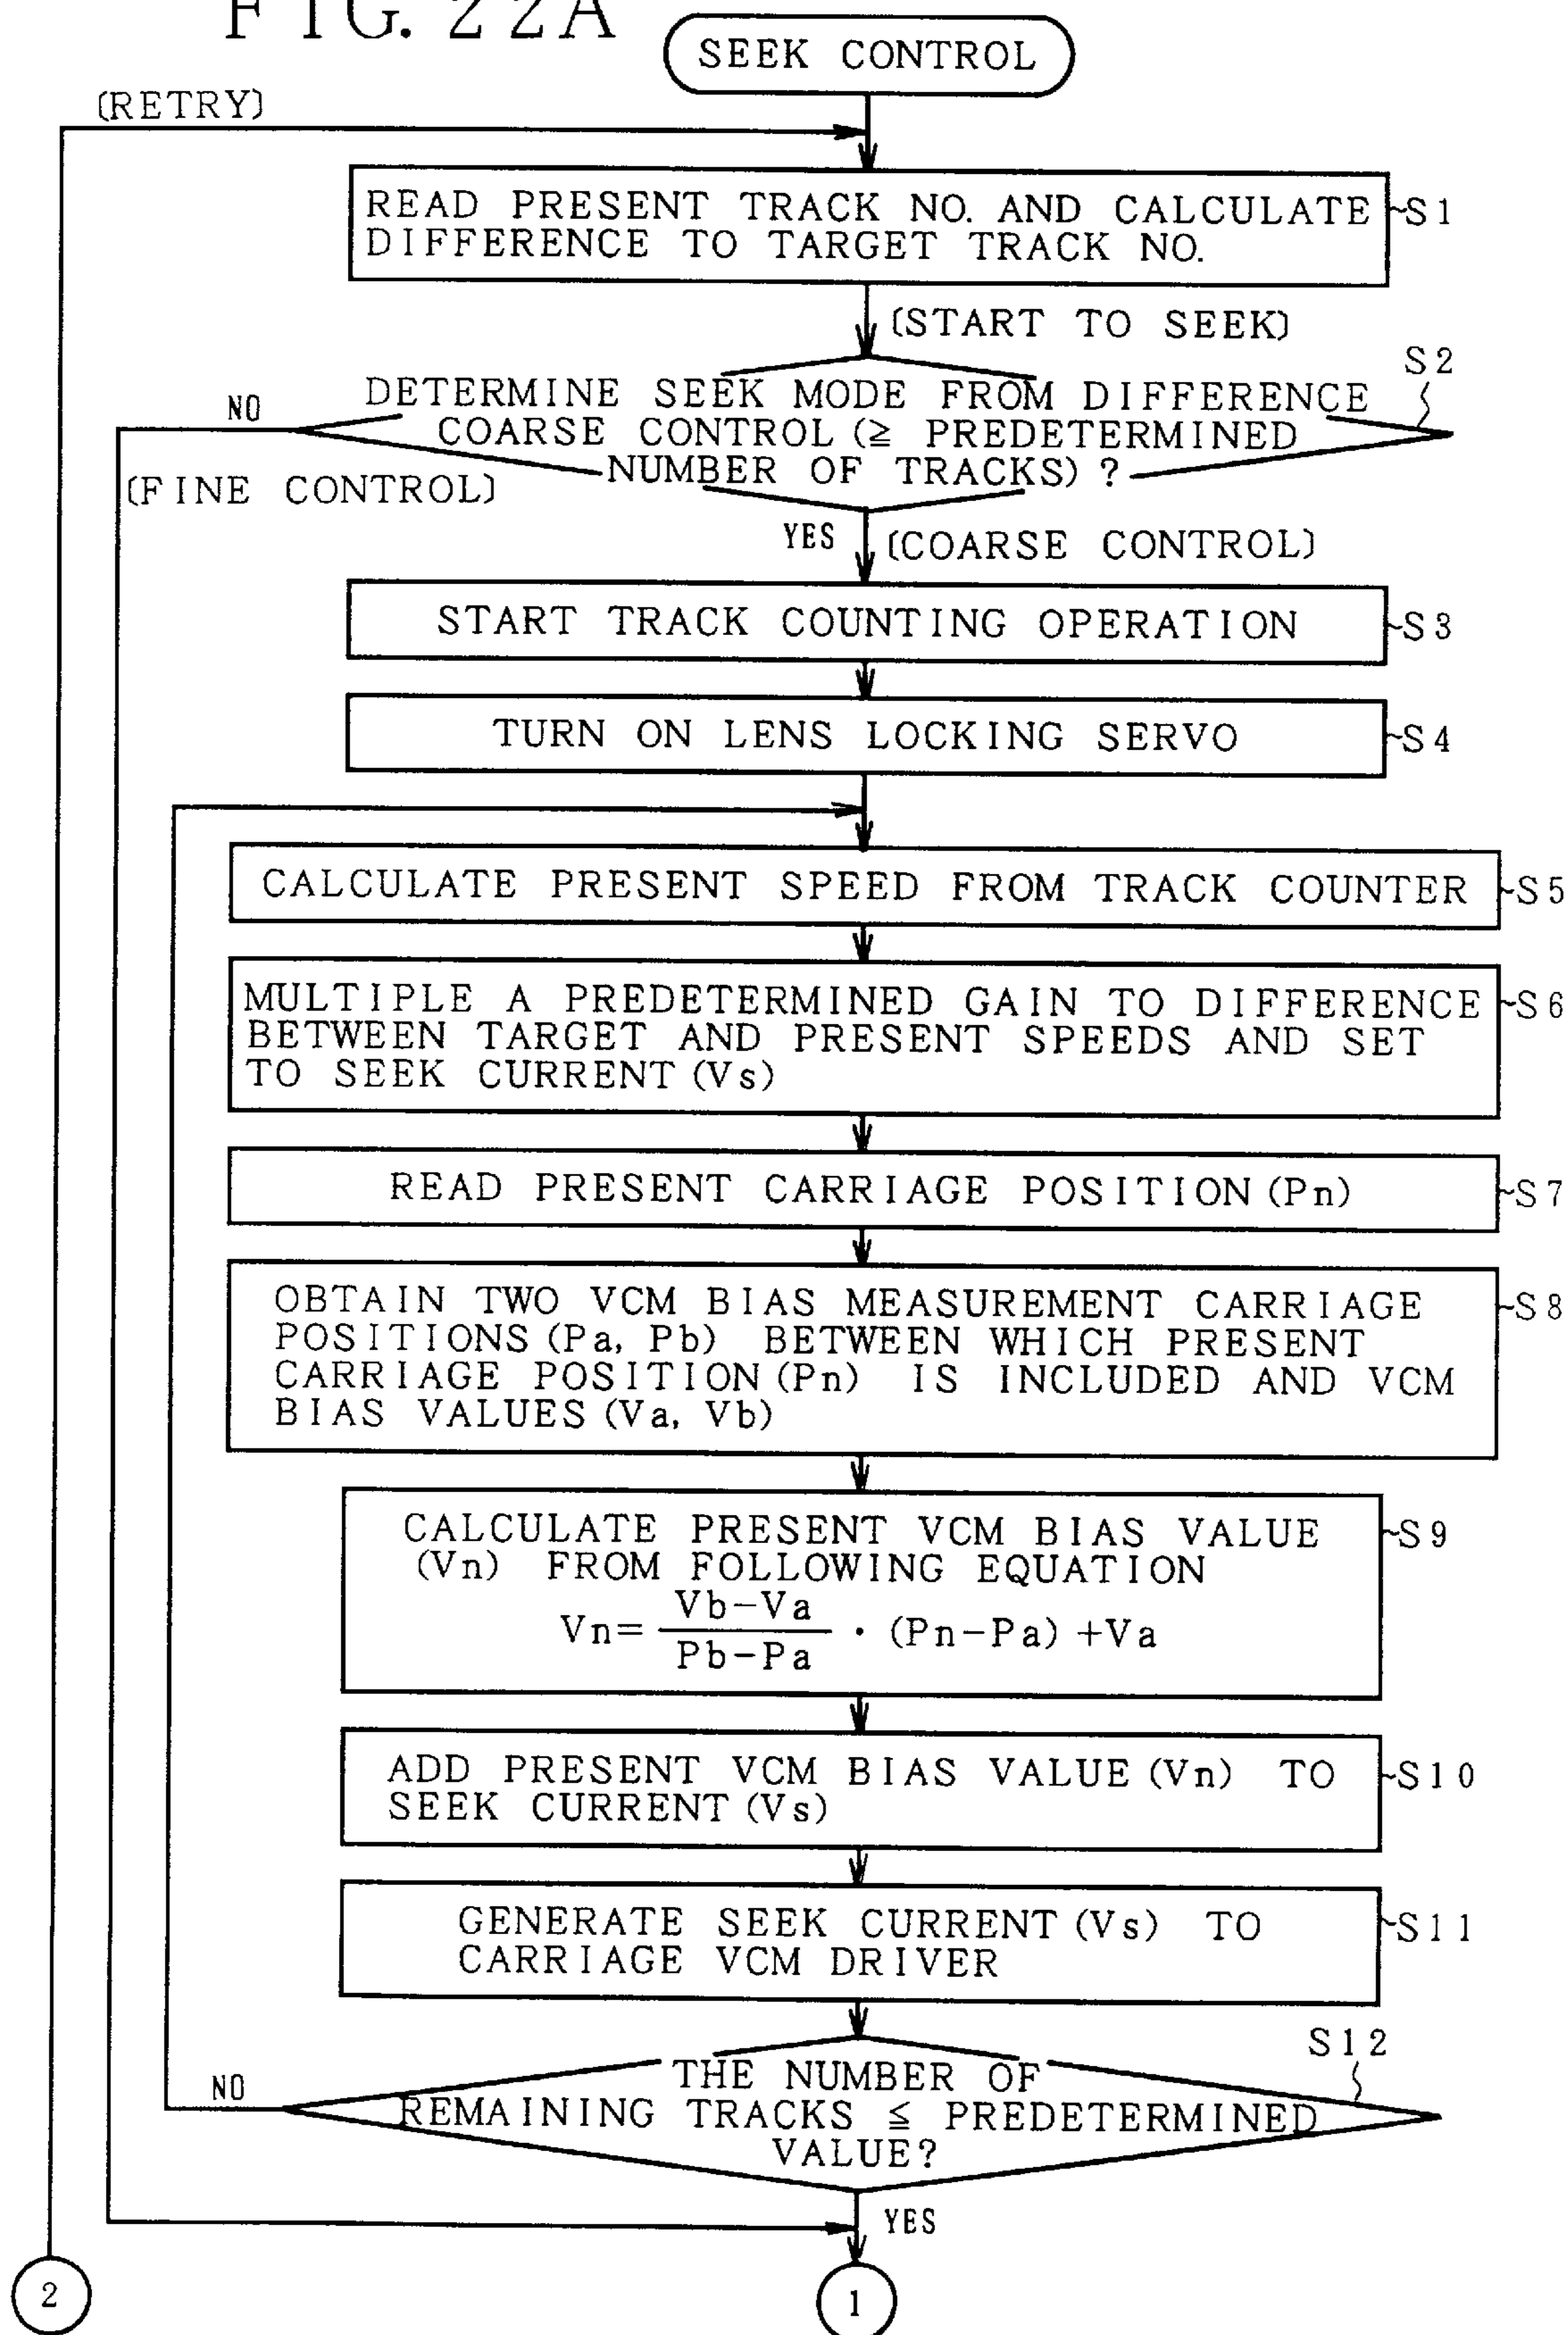 FIG. 22A
SEEK CONTROL
(RETRY)
READ PRESENT TRACK NO. AND CALCULATE
DIFFERENCE TO TARGET TRACK NO.
S1
(START TO SEEK)
S2
DETERMINE SEEK MODE FROM DIFFERENCE
COARSE CONTROL (≧ PREDETERMINED
NUMBER OF TRACKS) ?
NO
(FINE CONTROL)
YES
(COARSE CONTROL)
START TRACK COUNTING OPERATION
S3
TURN ON LENS LOCKING SERVO
S4
CALCULATE PRESENT SPEED FROM TRACK COUNTER
S5
MULTIPLE A PREDETERMINED GAIN TO DIFFERENCE
BETWEEN TARGET AND PRESENT SPEEDS AND SET
TO SEEK CURRENT (Vs)
S6
READ PRESENT CARRIAGE POSITION (Pn)
S7
OBTAIN TWO VCM BIAS MEASUREMENT CARRIAGE
POSITIONS (Pa, Pb) BETWEEN WHICH PRESENT
CARRIAGE POSITION (Pn) IS INCLUDED AND VCM
BIAS VALUES (Va, Vb)
S8
CALCULATE PRESENT VCM BIAS VALUE
(Vn) FROM FOLLOWING EQUATION
Vn= Vb-Va / Pb-Pa · (Pn-Pa) +Va
S9
ADD PRESENT VCM BIAS VALUE (Vn) TO
SEEK CURRENT (Vs)
S10
GENERATE SEEK CURRENT (Vs) TO
CARRIAGE VCM DRIVER
S11
S12
THE NUMBER OF
REMAINING TRACKS ≦ PREDETERMINED
VALUE?
NO
YES
2
1